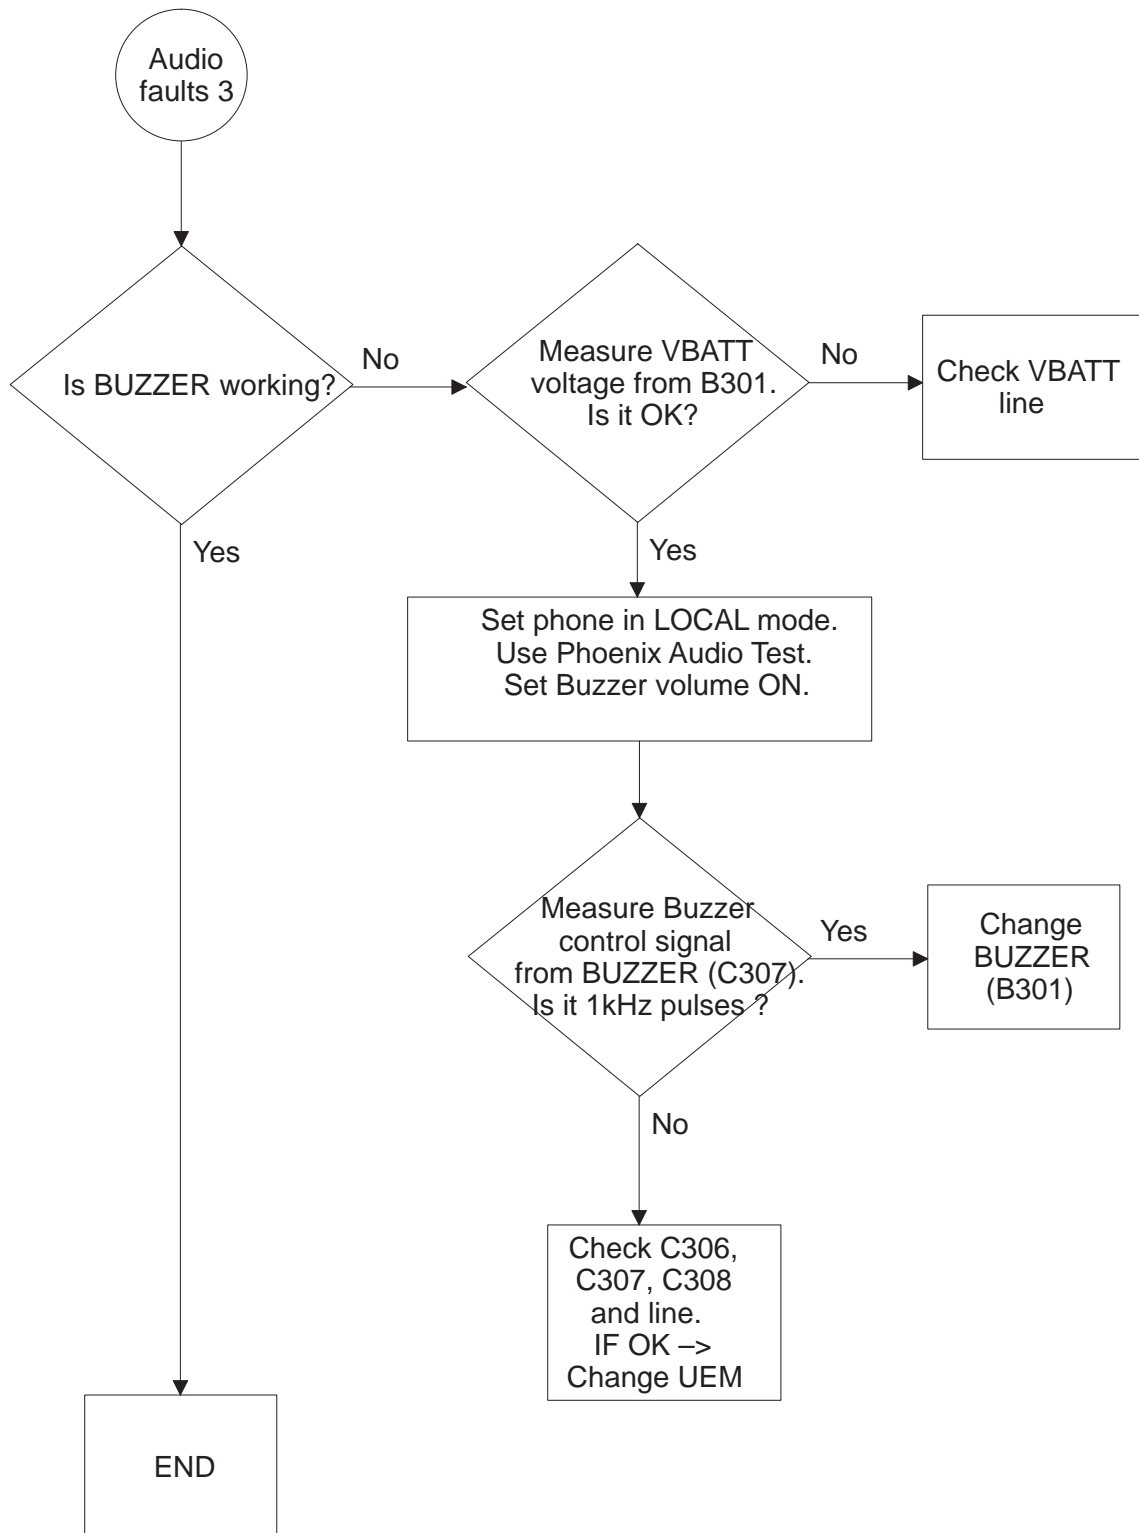 Audio
faults 3
Is BUZZER working?
No
Measure VBATT
voltage from B301.
Is it OK?
No
Check VBATT
line
Yes
Yes
Set phone in LOCAL mode.
Use Phoenix Audio Test.
Set Buzzer volume ON.
Measure Buzzer
control signal
from BUZZER (C307).
Is it 1kHz pulses ?
Yes
Change
BUZZER
(B301)
No
Check C306,
C307, C308
and line.
IF OK –>
Change UEM
END